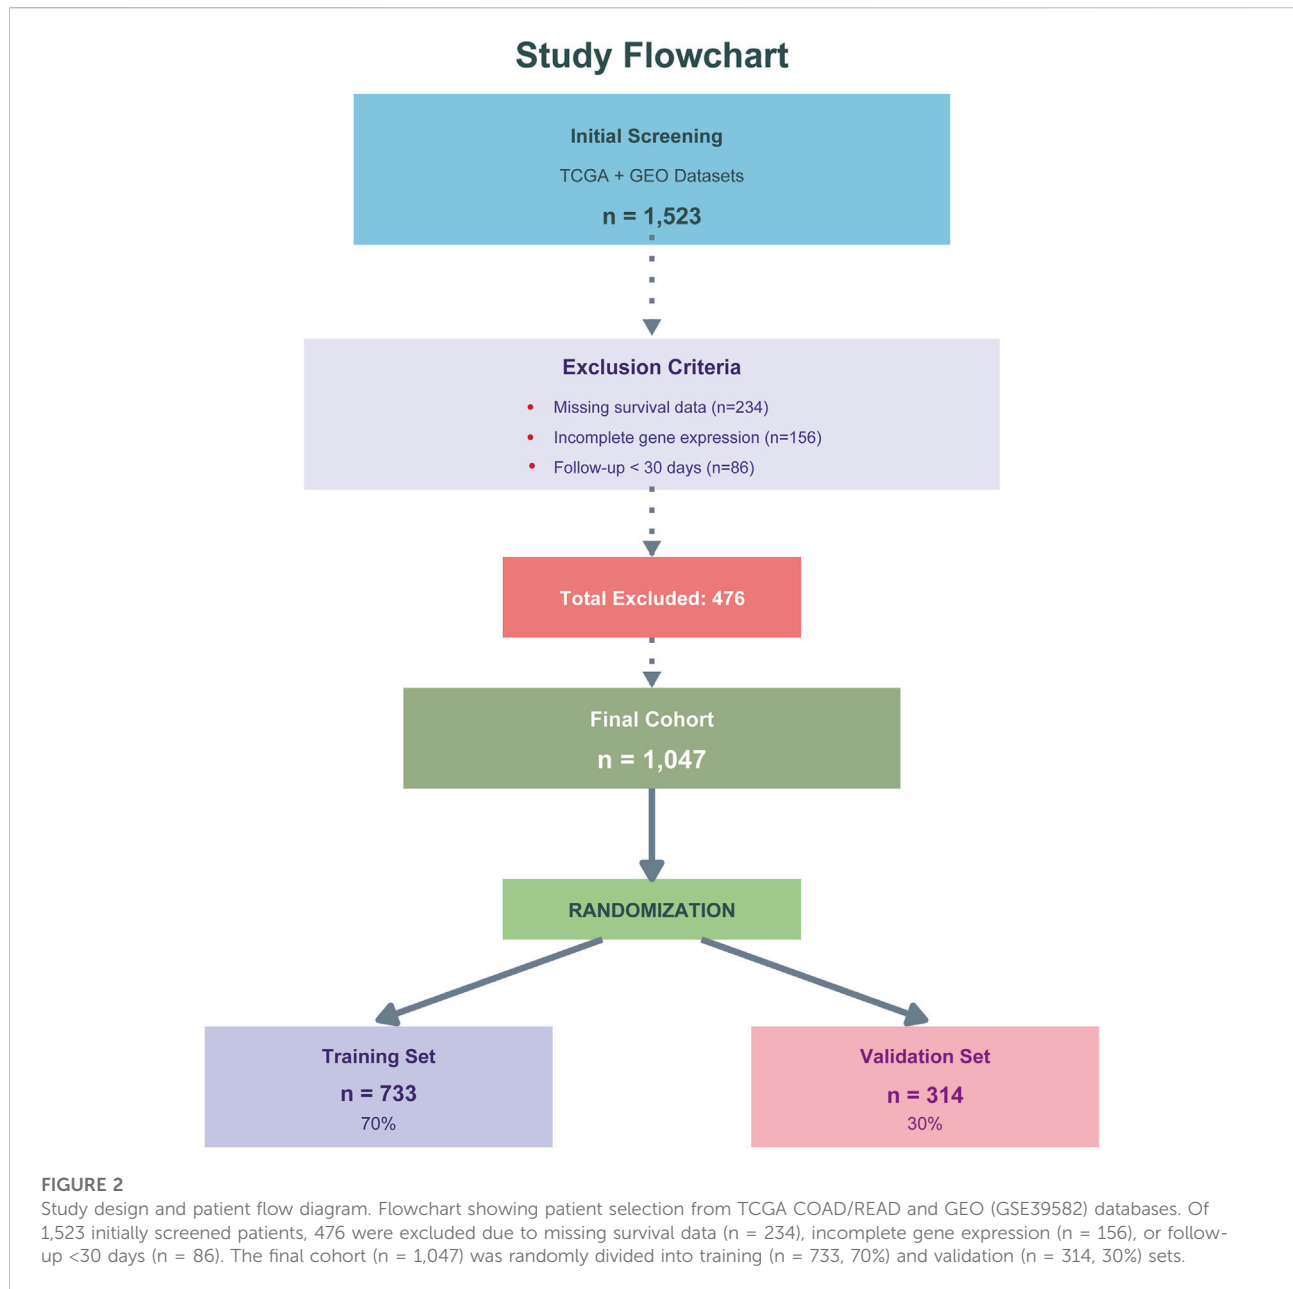 Study Flowchart
Initial Screening
TCGA + GEO Datasets
n = 1,523
Exclusion Criteria
• Missing survival data (n=234)
• Incomplete gene expression (n=156)
• Follow-up < 30 days (n=86)
Total Excluded: 476
Final Cohort
n = 1,047
RANDOMIZATION
Training Set
n = 733
70%
Validation Set
n = 314
30%
FIGURE 2
Study design and patient flow diagram. Flowchart showing patient selection from TCGA COAD/READ and GEO (GSE39582) databases. Of
1,523 initially screened patients, 476 were excluded due to missing survival data (n = 234), incomplete gene expression (n = 156), or follow-
up <30 days (n = 86). The final cohort (n = 1,047) was randomly divided into training (n = 733, 70%) and validation (n = 314, 30%) sets.